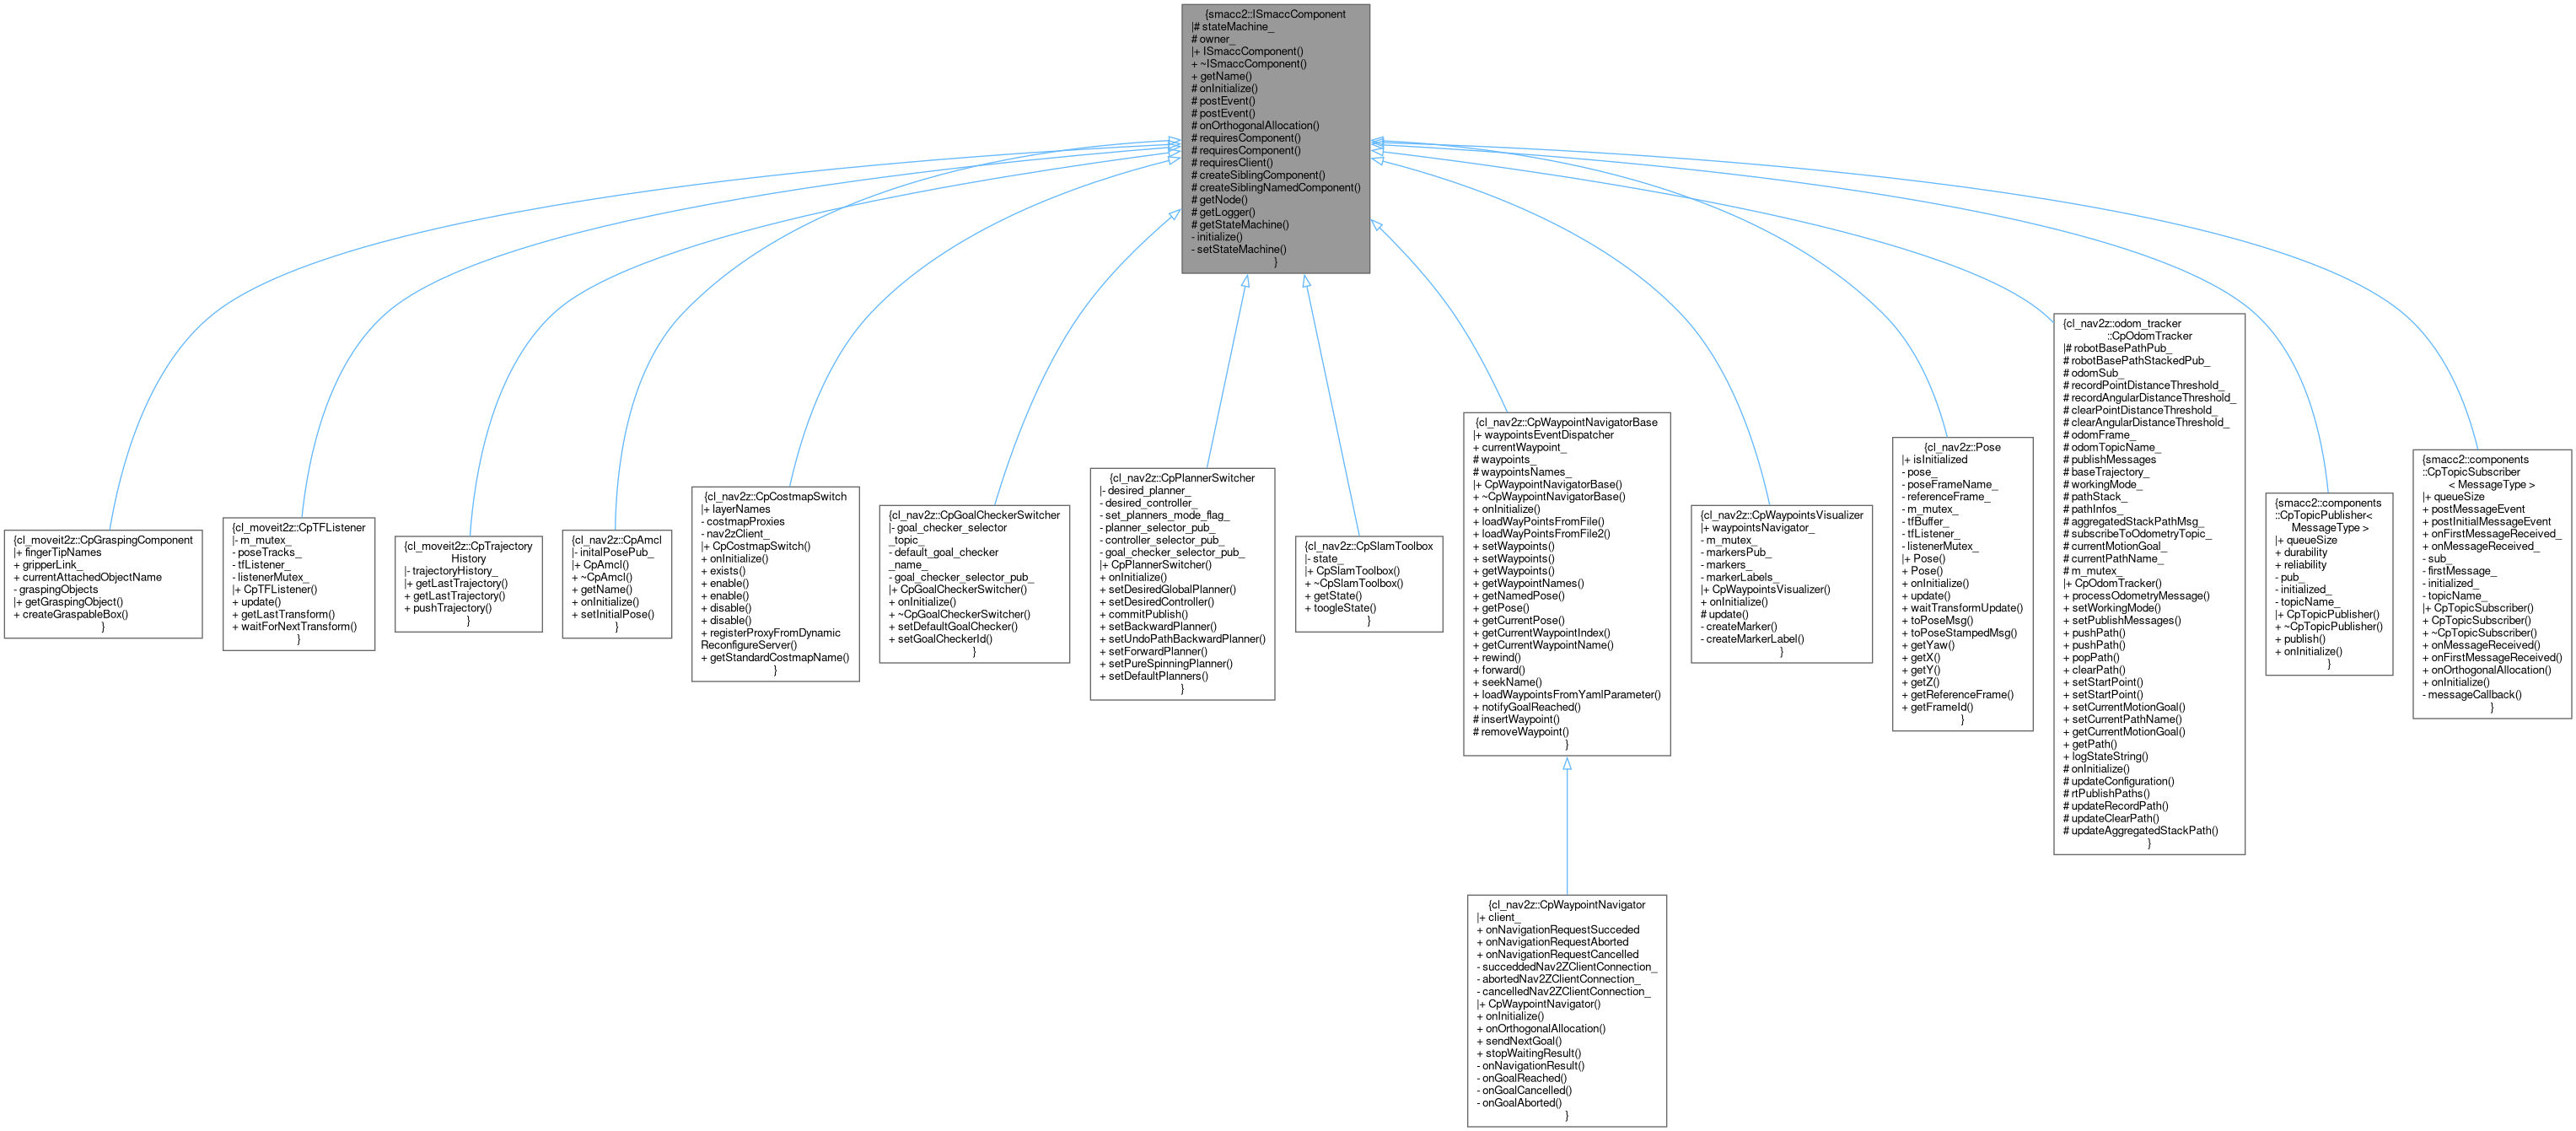 {smacc2::ISmaccComponent
|# stateMachine_
# owner_
|+ ISmaccComponent()
+ ~ISmaccComponent()
+ getName()
# onInitialize()
# postEvent()
# postEvent()
# onOrthogonalAllocation()
# requiresComponent()
# requiresComponent()
# requiresClient()
# createSiblingComponent()
# createSiblingNamedComponent()
# getNode()
# getLogger()
# getStateMachine()
- initialize()
- setStateMachine()
}
{cl_moveit2z::CpGraspingComponent
|+ fingerTipNames
+ gripperLink_
+ currentAttachedObjectName
- graspingObjects
|+ getGraspingObject()
+ createGraspableBox()
}
{cl_moveit2z::CpTFListener
|- m_mutex_
- poseTracks_
- tfListener_
- listenerMutex_
|+ CpTFListener()
+ update()
+ getLastTransform()
+ waitForNextTransform()
}
{cl_moveit2z::CpTrajectory
History
|- trajectoryHistory_
|+ getLastTrajectory()
+ getLastTrajectory()
+ pushTrajectory()
}
{cl_nav2z::CpAmcl
|- initalPosePub_
|+ CpAmcl()
+ ~CpAmcl()
+ getName()
+ onInitialize()
+ setInitialPose()
}
{cl_nav2z::CpCostmapSwitch
|+ layerNames
- costmapProxies
- nav2zClient_
|+ CpCostmapSwitch()
+ onInitialize()
+ exists()
+ enable()
+ enable()
+ disable()
+ disable()
+ registerProxyFromDynamic
ReconfigureServer()
+ getStandardCostmapName()
}
{cl_nav2z::CpGoalCheckerSwitcher
|- goal_checker_selector
_topic_
- default_goal_checker
_name_
- goal_checker_selector_pub_
|+ CpGoalCheckerSwitcher()
+ onInitialize()
+ ~CpGoalCheckerSwitcher()
+ setDefaultGoalChecker()
+ setGoalCheckerId()
}
{cl_nav2z::CpPlannerSwitcher
|- desired_planner_
- desired_controller_
- set_planners_mode_flag_
- planner_selector_pub_
- controller_selector_pub_
- goal_checker_selector_pub_
|+ CpPlannerSwitcher()
+ onInitialize()
+ setDesiredGlobalPlanner()
+ setDesiredController()
+ commitPublish()
+ setBackwardPlanner()
+ setUndoPathBackwardPlanner()
+ setForwardPlanner()
+ setPureSpinningPlanner()
+ setDefaultPlanners()
}
{cl_nav2z::CpSlamToolbox
|- state_
|+ CpSlamToolbox()
+ ~CpSlamToolbox()
+ getState()
+ toogleState()
}
{cl_nav2z::CpWaypointNavigatorBase
|+ waypointsEventDispatcher
+ currentWaypoint_
# waypoints_
# waypointsNames_
|+ CpWaypointNavigatorBase()
+ ~CpWaypointNavigatorBase()
+ onInitialize()
+ loadWayPointsFromFile()
+ loadWayPointsFromFile2()
+ setWaypoints()
+ setWaypoints()
+ getWaypoints()
+ getWaypointNames()
+ getNamedPose()
+ getPose()
+ getCurrentPose()
+ getCurrentWaypointIndex()
+ getCurrentWaypointName()
+ rewind()
+ forward()
+ seekName()
+ loadWaypointsFromYamlParameter()
+ notifyGoalReached()
# insertWaypoint()
# removeWaypoint()
}
{cl_nav2z::CpWaypointsVisualizer
|+ waypointsNavigator_
- m_mutex_
- markersPub_
- markers_
- markerLabels_
|+ CpWaypointsVisualizer()
+ onInitialize()
# update()
- createMarker()
- createMarkerLabel()
}
{cl_nav2z::Pose
|+ isInitialized
- pose_
- poseFrameName_
- referenceFrame_
- m_mutex_
- tfBuffer_
- tfListener_
- listenerMutex_
|+ Pose()
+ Pose()
+ onInitialize()
+ update()
+ waitTransformUpdate()
+ toPoseMsg()
+ toPoseStampedMsg()
+ getYaw()
+ getX()
+ getY()
+ getZ()
+ getReferenceFrame()
+ getFrameId()
}
{cl_nav2z::odom_tracker
::CpOdomTracker
|# robotBasePathPub_
# robotBasePathStackedPub_
# odomSub_
# recordPointDistanceThreshold_
# recordAngularDistanceThreshold_
# clearPointDistanceThreshold_
# clearAngularDistanceThreshold_
# odomFrame_
# odomTopicName_
# publishMessages
# baseTrajectory_
# workingMode_
# pathStack_
# pathInfos_
# aggregatedStackPathMsg_
# subscribeToOdometryTopic_
# currentMotionGoal_
# currentPathName_
# m_mutex_
|+ CpOdomTracker()
+ processOdometryMessage()
+ setWorkingMode()
+ setPublishMessages()
+ pushPath()
+ pushPath()
+ popPath()
+ clearPath()
+ setStartPoint()
+ setStartPoint()
+ setCurrentMotionGoal()
+ setCurrentPathName()
+ getCurrentMotionGoal()
+ getPath()
+ logStateString()
# onInitialize()
# updateConfiguration()
# rtPublishPaths()
# updateRecordPath()
# updateClearPath()
# updateAggregatedStackPath()
}
{smacc2::components
::CpTopicPublisher<
MessageType >
|+ queueSize
+ durability
+ reliability
- pub_
- initialized_
- topicName_
|+ CpTopicPublisher()
+ ~CpTopicPublisher()
+ publish()
+ onInitialize()
}
{smacc2::components
::CpTopicSubscriber
< MessageType >
|+ queueSize
+ postMessageEvent
+ postInitialMessageEvent
+ onFirstMessageReceived_
+ onMessageReceived_
- sub_
- firstMessage_
- initialized_
- topicName_
|+ CpTopicSubscriber()
+ CpTopicSubscriber()
+ ~CpTopicSubscriber()
+ onMessageReceived()
+ onFirstMessageReceived()
+ onOrthogonalAllocation()
+ onInitialize()
- messageCallback()
}
{cl_nav2z::CpWaypointNavigator
|+ client_
+ onNavigationRequestSucceded
+ onNavigationRequestAborted
+ onNavigationRequestCancelled
- succeddedNav2ZClientConnection_
- abortedNav2ZClientConnection_
- cancelledNav2ZClientConnection_
|+ CpWaypointNavigator()
+ onInitialize()
+ onOrthogonalAllocation()
+ sendNextGoal()
+ stopWaitingResult()
- onNavigationResult()
- onGoalReached()
- onGoalCancelled()
- onGoalAborted()
}